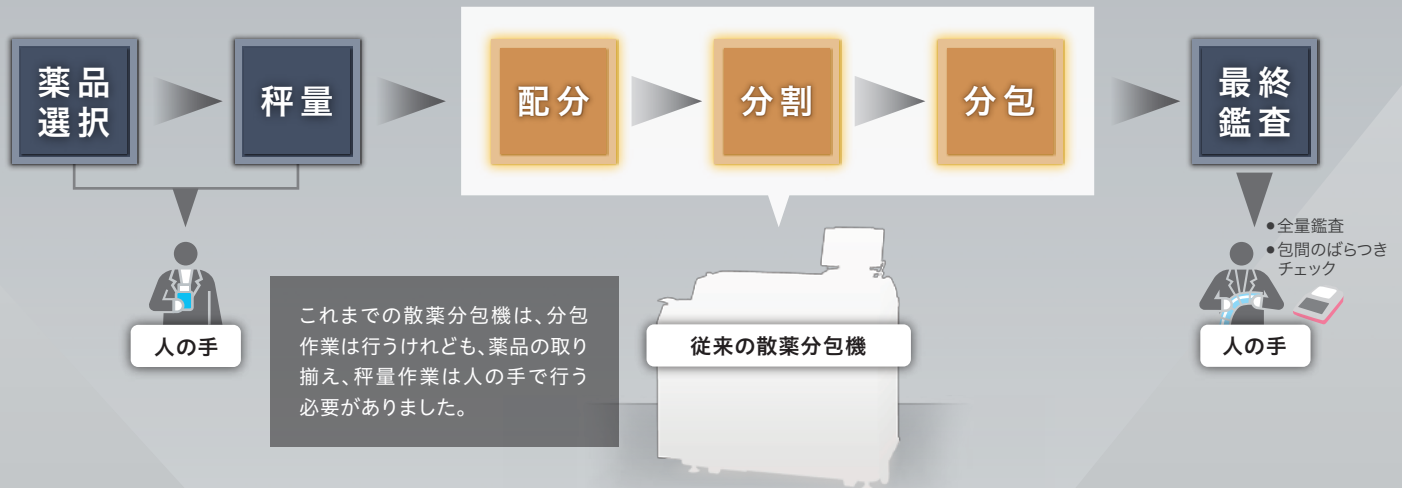 薬品
選択
秤量
配分
分割
分包
最終
鑑査
人の手
これまでの散薬分包機は、分包
作業は行うけれども、薬品の取り
揃え、秤量作業は人の手で行う
必要がありました。
従来の散薬分包機
●全量鑑査
●包間のばらつき
チェック
人の手